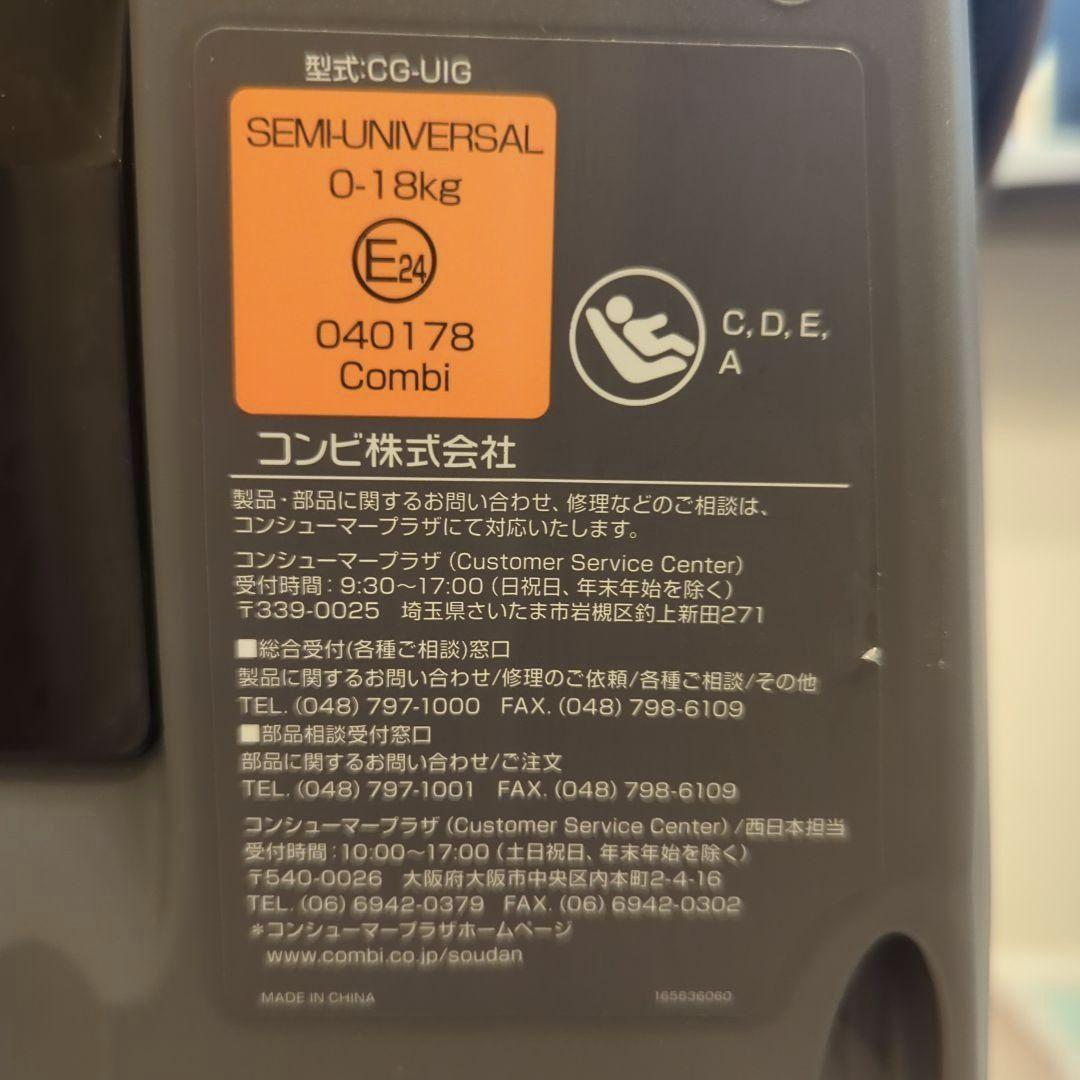 型式:CG-UIG
SEMI-UNIVERSAL
0-18kg
E24
040178
Combi
C, D, E,
A
コンビ株式会社
製品・部品に関するお問い合わせ、修理などのご相談は、
コンシューマープラザにて対応いたします。
コンシューマープラザ (Customer Service Center)
受付時間：9:30〜17:00 (日祝日、年末年始を除く)
〒339-0025 埼玉県さいたま市岩槻区釣上新田271
■総合受付(各種ご相談)窓口
製品に関するお問い合わせ/修理のご依頼/各種ご相談/その他
TEL. (048) 797-1000 FAX. (048) 798-6109
■部品相談受付窓口
部品に関するお問い合わせ/ご注文
TEL. (048) 797-1001 FAX. (048) 798-6109
コンシューマープラザ (Customer Service Center) /西日本担当
受付時間：10:00〜17:00 (土日祝日、年末年始を除く)
〒540-0026 大阪府大阪市中央区内本町2-4-16
TEL. (06) 6942-0379 FAX. (06) 6942-0302
＊コンシューマープラザホームページ
www.combi.co.jp/soudan
MADE IN CHINA
165636060